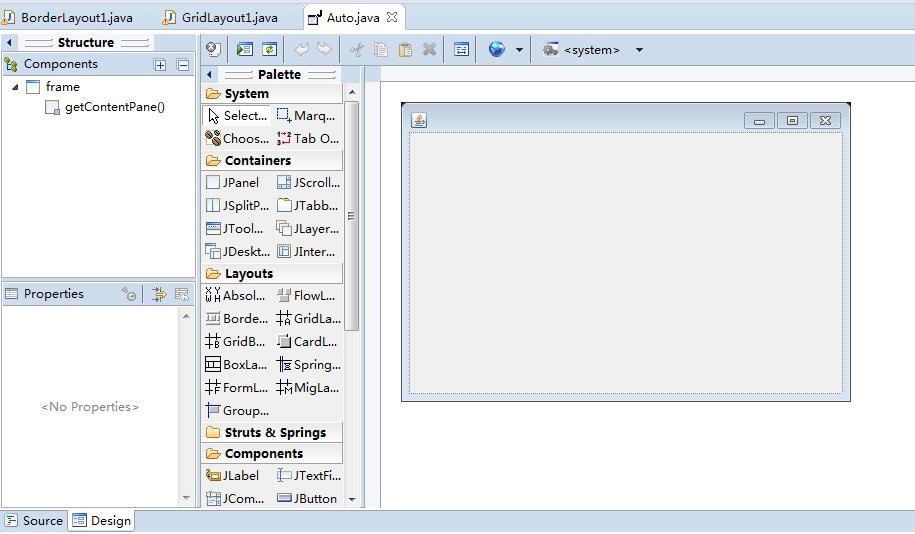 BorderLayout1.java GridLayout1.java Auto.java
Structure
Components
frame
getContentPane()
Properties
<No Properties>
Palette
System
Select... Marq...
Choos... Tab O...
Containers
JPanel JScroll...
JSplitP... JTabb...
JTool... JLayer...
JDeskt... JInter...
Layouts
Absol... FlowL...
Borde... GridLa...
GridB... CardL...
BoxLa... Spring...
FormL... MigLa...
Group...
Struts & Springs
Components
JLabel JTextFi...
JCom... JButton
<system>
Source Design